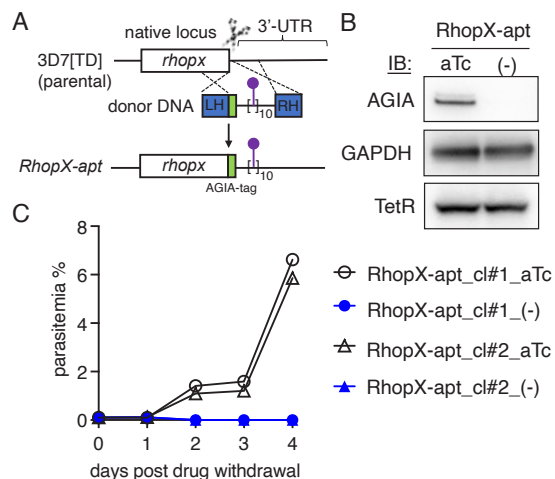 A
native locus
3'-UTR
3D7[TD]
(parental)
rhopx
donor DNA
LH
[ ]10
RH
RhopX-apt
rhopx
[ ]10
AGIA-tag
B
RhopX-apt
IB:
aTc
(-)
AGIA
GAPDH
TetR
C
parasitemia %
8
6
4
2
0
0
1
2
3
4
days post drug withdrawal
RhopX-apt_cl#1_aTc
RhopX-apt_cl#1_(-)
RhopX-apt_cl#2_aTc
RhopX-apt_cl#2_(-)